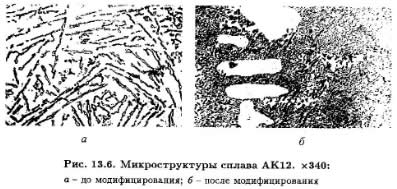 а
б
Рис. 13.6. Микроструктуры сплава АК12. ×340:
а – до модифицирования; б – после модифицирования